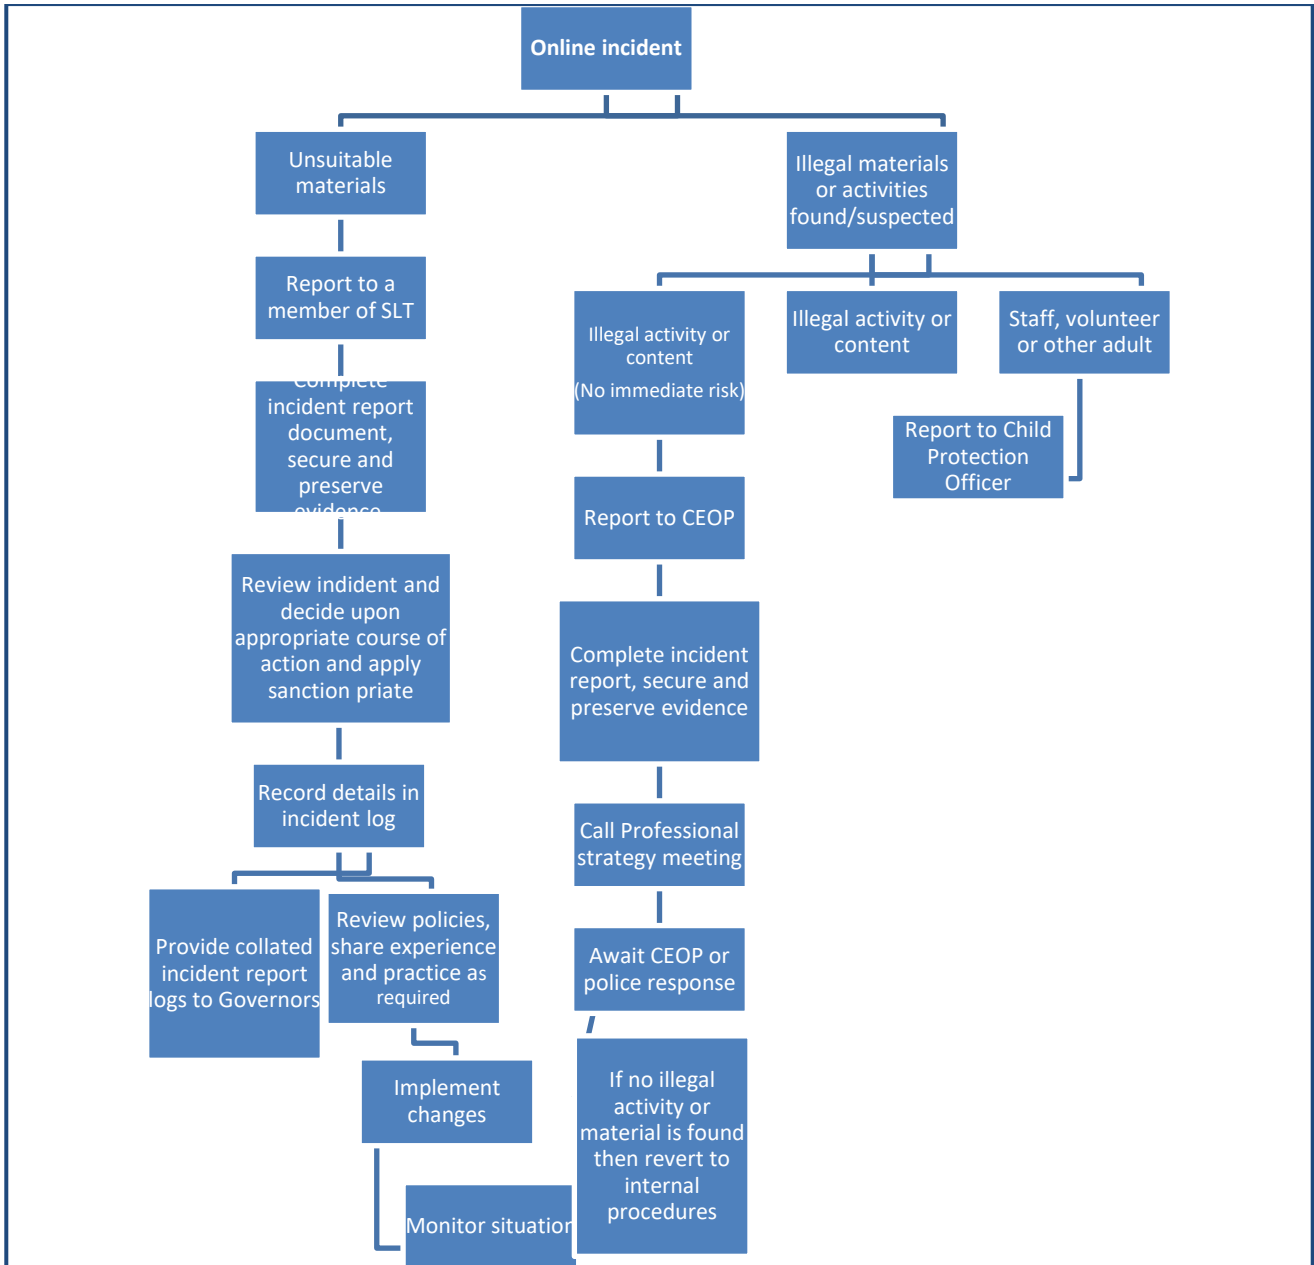 Online incident
Unsuitable
materials
Report to a
member of SLT
Complete
incident report
document,
secure and
preserve
evidence.
Review indident and
decide upon
appropriate course of
action and apply
sanction priate
Record details in
incident log
Provide collated
incident report
logs to Governors
Review policies,
share experience
and practice as
required
Implement
changes
Monitor situation
Illegal materials
or activities
found/suspected
Illegal activity or
content
(No immediate risk)
Report to CEOP
Complete incident
report, secure and
preserve evidence
Call Professional
strategy meeting
Await CEOP or
police response
If no illegal
activity or
material is found
then revert to
internal
procedures
Illegal activity or
content
Staff, volunteer
or other adult
Report to Child
Protection
Officer